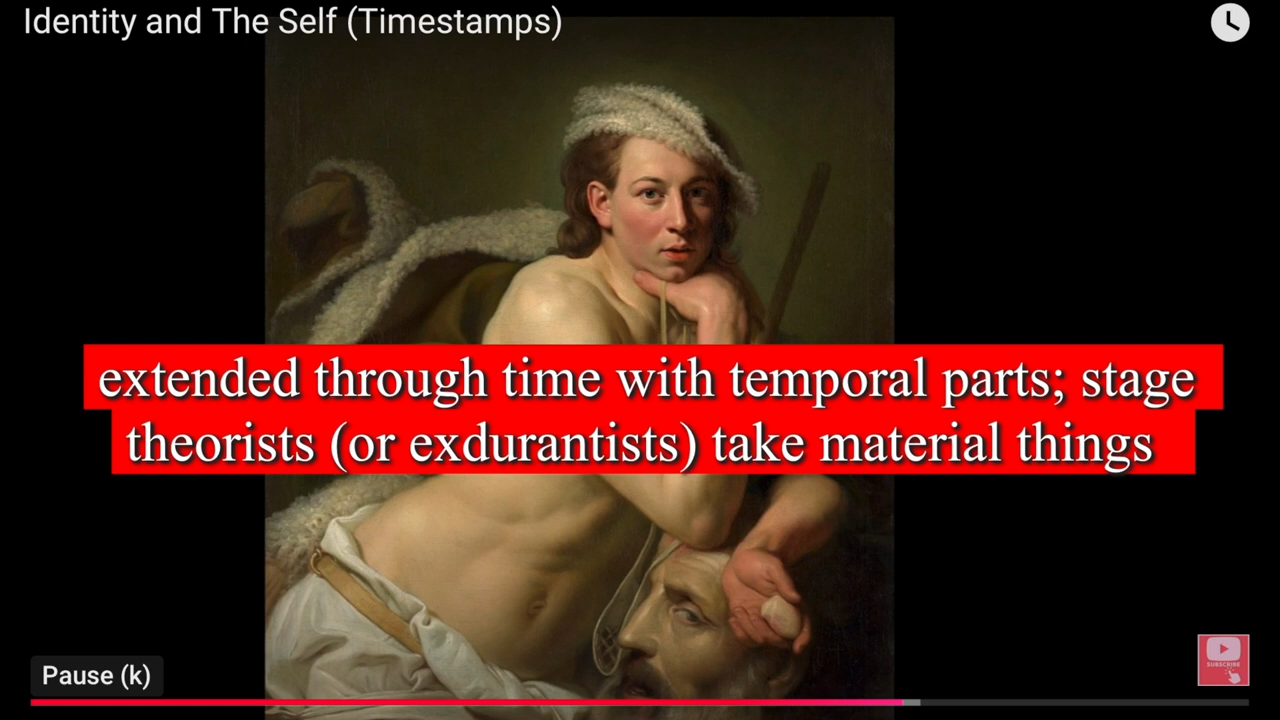 Identity and The Self (Timestamps)
extended through time with temporal parts; stage
theorists (or exdurantists) take material things
Pause (k)
SUBSCRIBE